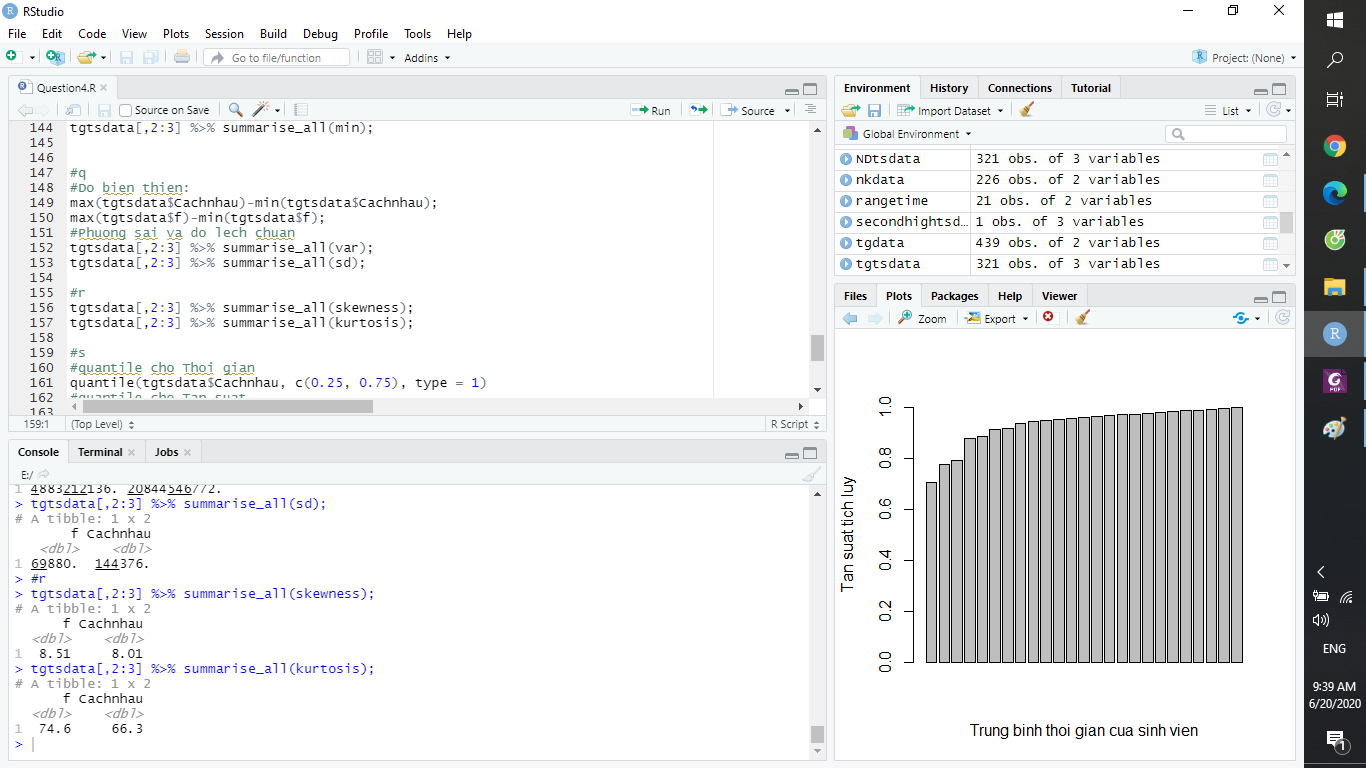 RStudio
File Edit Code View Plots Session Build Debug Profile Tools Help
Go to file/function Addins Project: (None)
Question4.R
Source on Save Run Source
144 tgtsdata[,2:3] %>% summarise_all(min);
145
146
147 #q
148 #Do bien thien:
149 max(tgtsdata$Cachnhau)-min(tgtsdata$Cachnhau);
150 max(tgtsdata$f)-min(tgtsdata$f);
151 #Phuong sai va do lech chuan
152 tgtsdata[,2:3] %>% summarise_all(var);
153 tgtsdata[,2:3] %>% summarise_all(sd);
154
155 #r
156 tgtsdata[,2:3] %>% summarise_all(skewness);
157 tgtsdata[,2:3] %>% summarise_all(kurtosis);
158
159 #s
160 #quantile cho Thoi gian
161 quantile(tgtsdata$Cachnhau, c(0.25, 0.75), type = 1)
162 #quantile cho Tan suat
163
159:1 (Top Level) R Script
Console Terminal Jobs
E:/
1 4883212136. 20844546772.
> tgtsdata[,2:3] %>% summarise_all(sd);
# A tibble: 1 x 2
f Cachnhau
<dbl> <dbl>
1 69880. 144376.
> #r
> tgtsdata[,2:3] %>% summarise_all(skewness);
# A tibble: 1 x 2
f Cachnhau
<dbl> <dbl>
1 8.51 8.01
> tgtsdata[,2:3] %>% summarise_all(kurtosis);
# A tibble: 1 x 2
f Cachnhau
<dbl> <dbl>
1 74.6 66.3
>
Environment History Connections Tutorial
Import Dataset List
Global Environment
NDtsdata 321 obs. of 3 variables
nkdata 226 obs. of 2 variables
rangetime 21 obs. of 2 variables
secondhightsd... 1 obs. of 3 variables
tgdata 439 obs. of 2 variables
tgtsdata 321 obs. of 3 variables
Files Plots Packages Help Viewer
Zoom Export
Tan suat tich luy
1.0
0.8
0.6
0.4
0.2
0.0
Trung binh thoi gian cua sinh vien
R
PDF
ENG
9:39 AM
6/20/2020
1